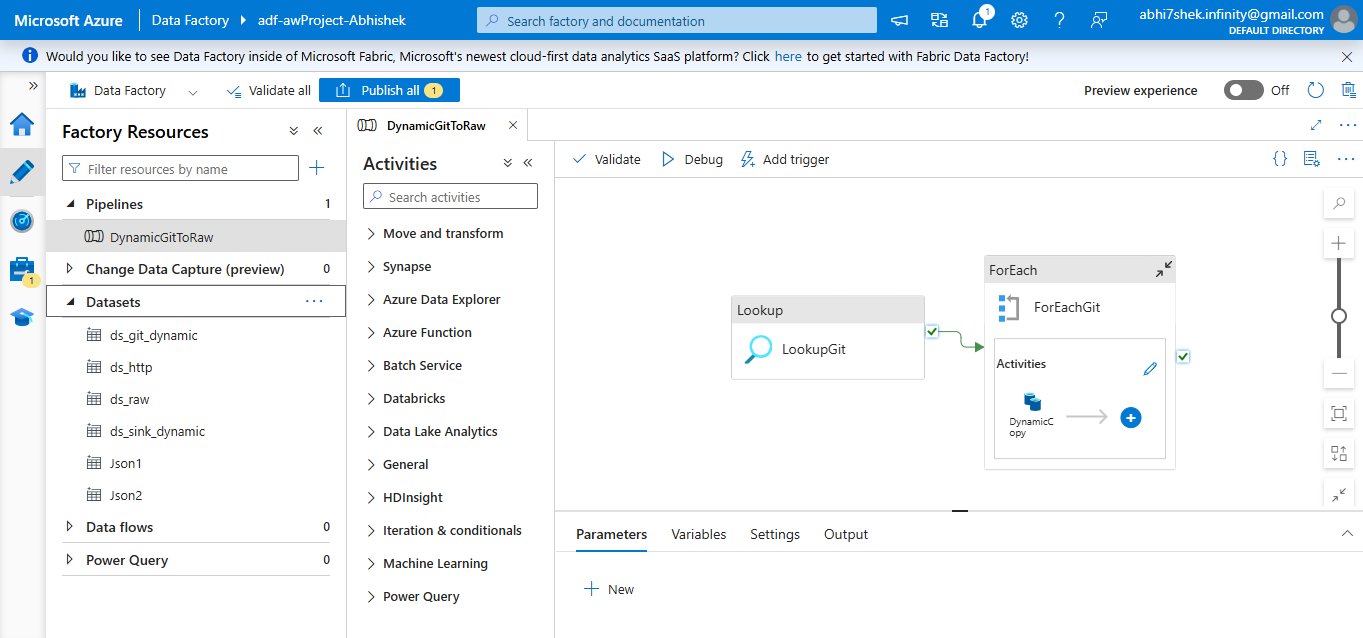 Microsoft Azure
Data Factory
adf-awProject-Abhishek
Search factory and documentation
1
abhi7shek.infinity@gmail.com
DEFAULT DIRECTORY
Would you like to see Data Factory inside of Microsoft Fabric, Microsoft's newest cloud-first data analytics SaaS platform? Click here to get started with Fabric Data Factory!
Data Factory
Validate all
Publish all 1
Preview experience
Off
Factory Resources
Filter resources by name
Pipelines 1
DynamicGitToRaw
Change Data Capture (preview) 0
Datasets
ds_git_dynamic
ds_http
ds_raw
ds_sink_dynamic
Json1
Json2
Data flows 0
Power Query 0
1
DynamicGitToRaw
Activities
Search activities
Move and transform
Synapse
Azure Data Explorer
Azure Function
Batch Service
Databricks
Data Lake Analytics
General
HDInsight
Iteration & conditionals
Machine Learning
Power Query
Validate
Debug
Add trigger
Lookup
LookupGit
ForEach
ForEachGit
Activities
DynamicC
opy
Parameters
Variables
Settings
Output
New